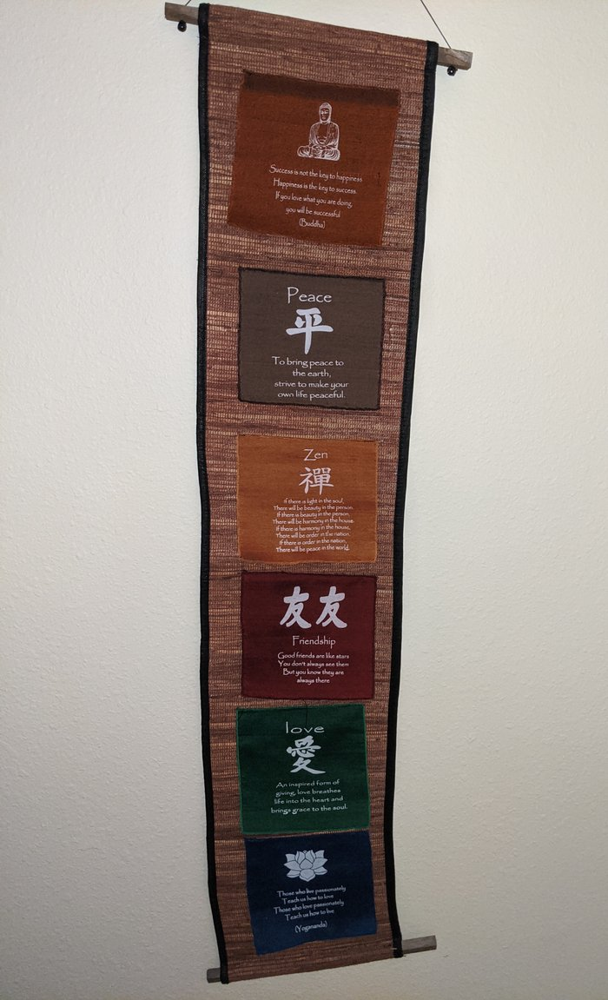 Success is not the key to happiness
Happiness is the key to success.
If you love what you are doing,
you will be successful
(Buddha)
Peace
平
To bring peace to
the earth,
strive to make your
own life peaceful.
Zen
禪
If there is light in the soul,
There will be beauty in the person.
If there is beauty in the person,
There will be harmony in the house.
If there is harmony in the house,
There will be order in the nation.
If there is order in the nation,
There will be peace in the world.
友友
Friendship
Good friends are like stars
You don't always see them
But you know they are
always there
love
愛
An inspired form of
giving, love breathes
life into the heart and
brings grace to the soul.
Those who live passionately
Teach us how to love
Those who love passionately
Teach us how to live
(Yogananda)